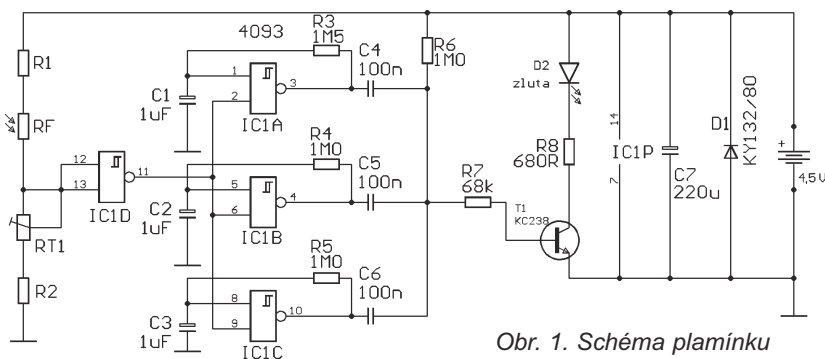 R1
RF
RT1
R2
12
13
11
IC1D
4093
C1
1uF
1
2
3
IC1A
R3
1M5
C4
100n
C2
1uF
5
6
4
IC1B
R4
1M0
C5
100n
C3
1uF
8
9
10
IC1C
R5
1M0
C6
100n
R6
1M0
R7
68k
T1
KC238
D2
zluta
R8
680R
14
IC1P
7
C7
220u
D1
KY132/80
+
4,5 V
Obr. 1. Schéma plamínku